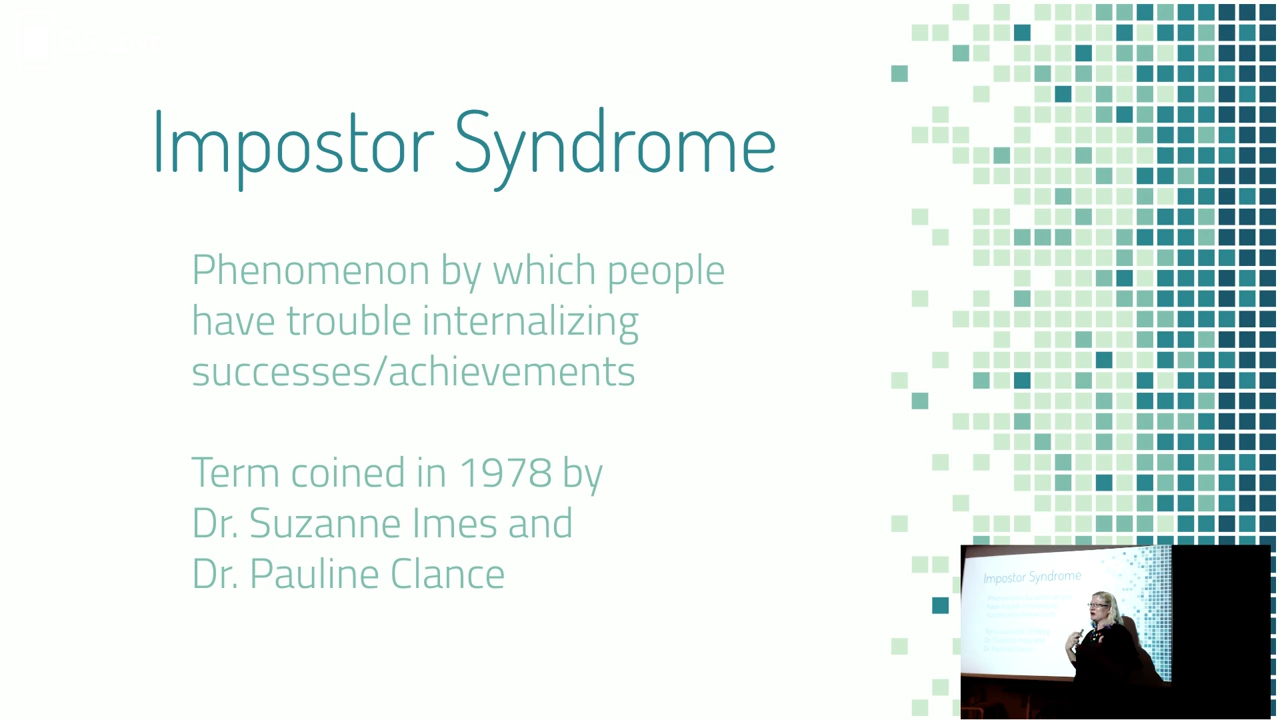 Impostor Syndrome
Phenomenon by which people
have trouble internalizing
successes/achievements
Term coined in 1978 by
Dr. Suzanne Imes and
Dr. Pauline Clance
Impostor Syndrome